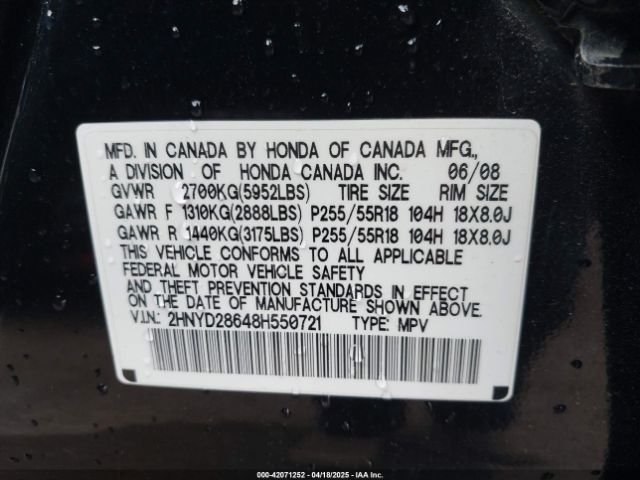 MFD. IN CANADA BY HONDA OF CANADA MFG.,
A DIVISION OF HONDA CANADA INC. 06/08
GVWR 2700KG(5952LBS) TIRE SIZE RIM SIZE
GAWR F 1310KG(2888LBS) P255/55R18 104H 18X8.0J
GAWR R 1440KG(3175LBS) P255/55R18 104H 18X8.0J
THIS VEHICLE CONFORMS TO ALL APPLICABLE
FEDERAL MOTOR VEHICLE SAFETY
AND THEFT PREVENTION STANDARDS IN EFFECT
ON THE DATE OF MANUFACTURE SHOWN ABOVE.
V.I.N.: 2HNYD28648H550721 TYPE: MPV
000-42071252 - 04/18/2025 - IAAI.COM